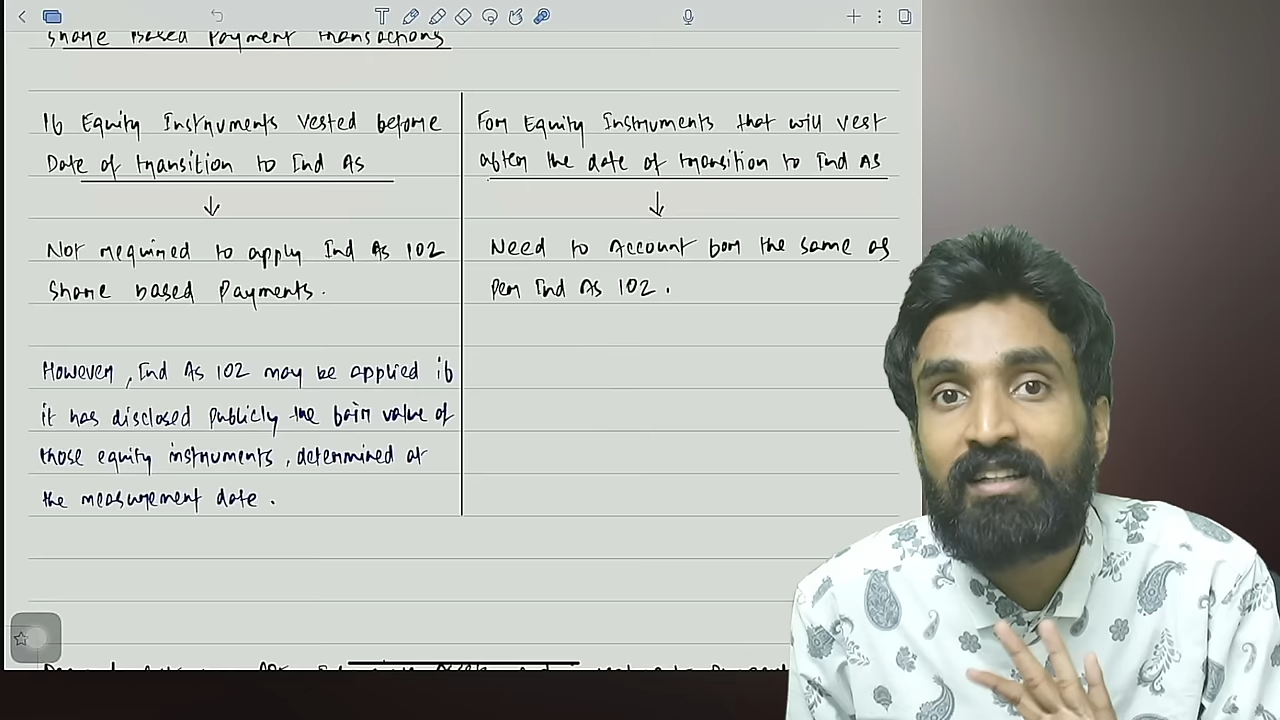 Share Based Payment transactions
If Equity Instruments vested before
Date of transition to Ind AS
Not required to apply Ind AS 102
Share based Payments.
However, Ind AS 102 may be applied if
it has disclosed publicly the fair value of
those equity instruments, determined at
the measurement date.
For Equity Instruments that will vest
after the date of transition to Ind AS
Need to Account for the same as
per Ind AS 102.